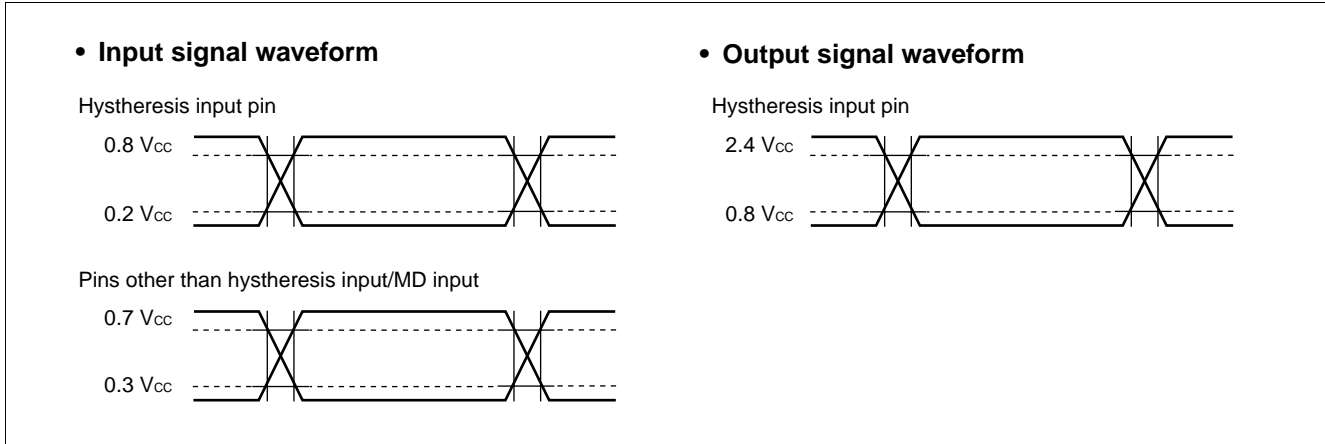 • Input signal waveform
Hystheresis input pin
0.8 Vcc
0.2 Vcc
Pins other than hystheresis input/MD input
0.7 Vcc
0.3 Vcc
• Output signal waveform
Hystheresis input pin
2.4 Vcc
0.8 Vcc